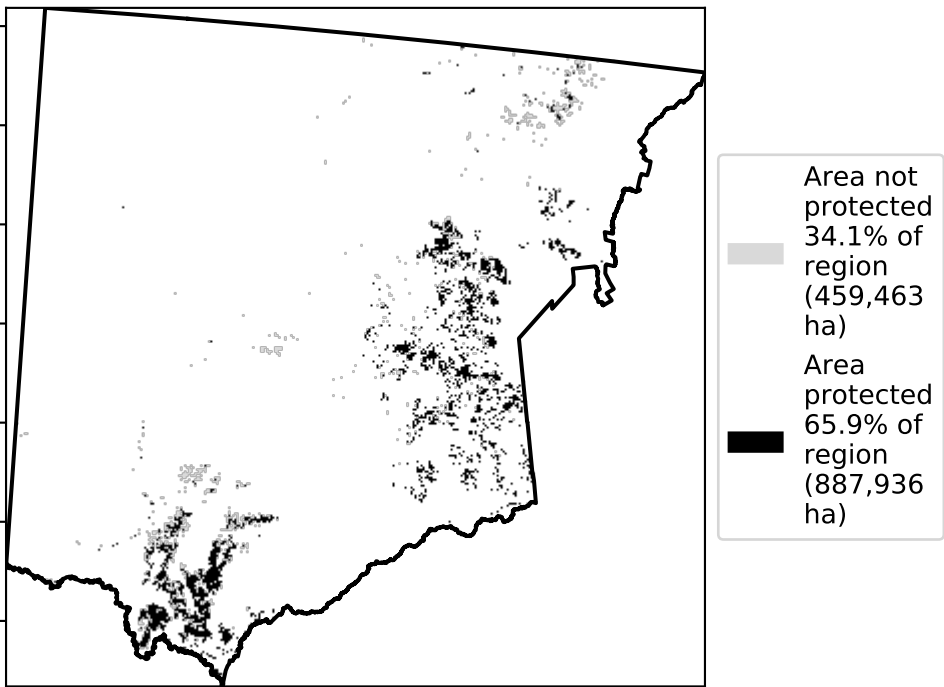 Area not
protected
34.1% of
region
(459,463
ha)
Area
protected
65.9% of
region
(887,936
ha)